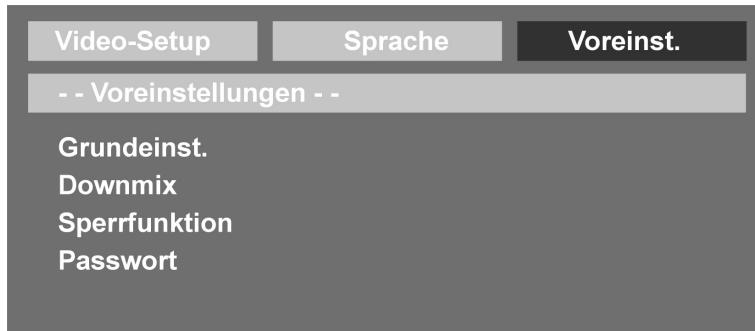 Video-Setup Sprache Voreinst.
- - Voreinstellungen - -
Grundeinst.
Downmix
Sperrfunktion
Passwort